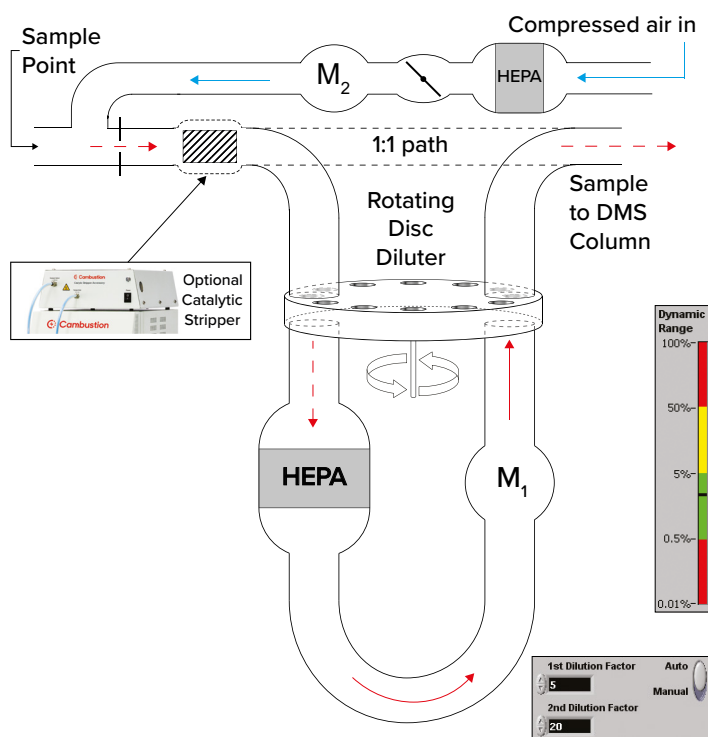 Compressed air in
Sample
Point
M2
HEPA
1:1 path
Sample
to DMS
Column
Rotating
Disc
Diluter
Cambustion
Cambustion
Optional
Catalytic
Stripper
HEPA
M1
Dynamic
Range
100%
50%
5%
0.5%
0.01%
1st Dilution Factor
5
Auto
Manual
2nd Dilution Factor
20